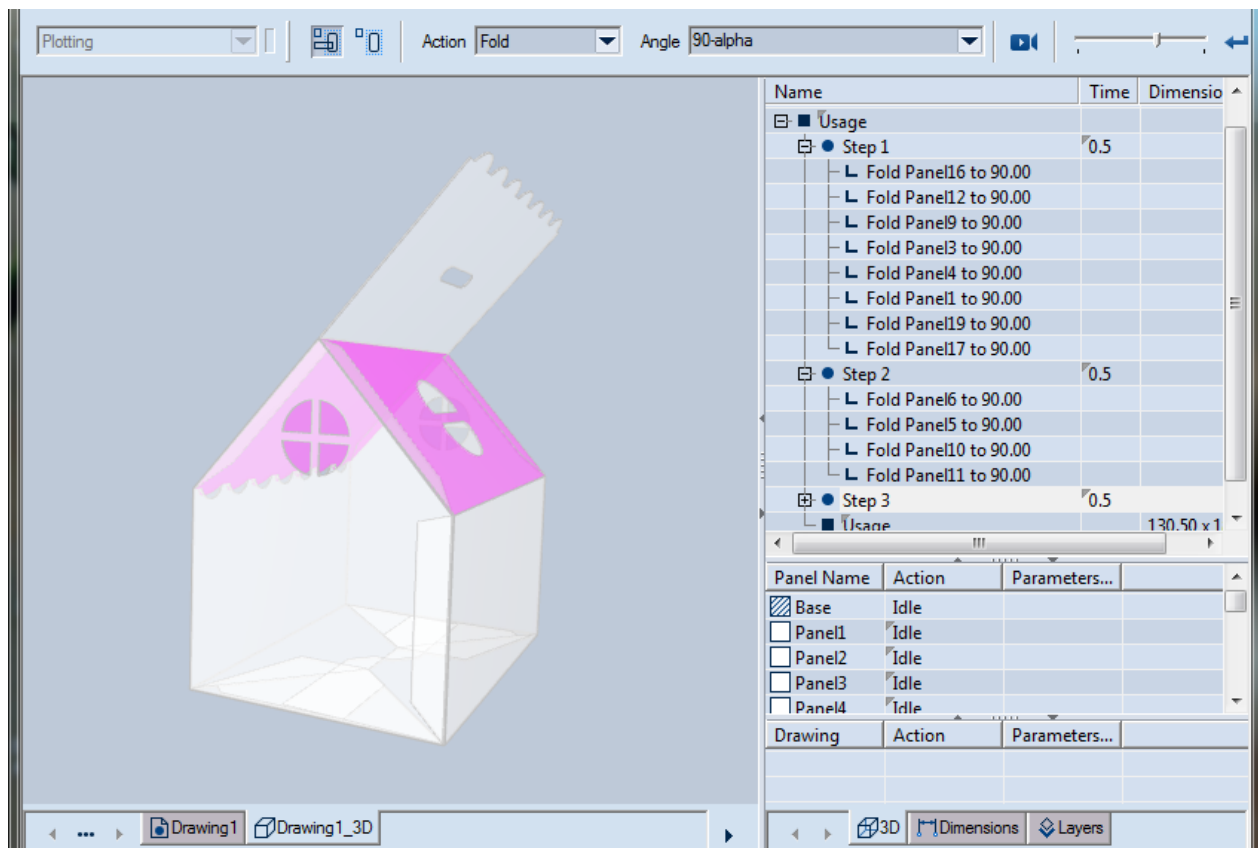 Plotting Action Fold Angle 90-alpha
Name Time Dimensio
Usage
Step 1 0.5
Fold Panel16 to 90.00
Fold Panel12 to 90.00
Fold Panel9 to 90.00
Fold Panel3 to 90.00
Fold Panel4 to 90.00
Fold Panel1 to 90.00
Fold Panel19 to 90.00
Fold Panel17 to 90.00
Step 2 0.5
Fold Panel6 to 90.00
Fold Panel5 to 90.00
Fold Panel10 to 90.00
Fold Panel11 to 90.00
Step 3 0.5
Usage 130.50 x 1
Panel Name Action Parameters...
Base Idle
Panel1 Idle
Panel2 Idle
Panel3 Idle
Panel4 Idle
Drawing Action Parameters...
Drawing1 Drawing1_3D 3D Dimensions Layers